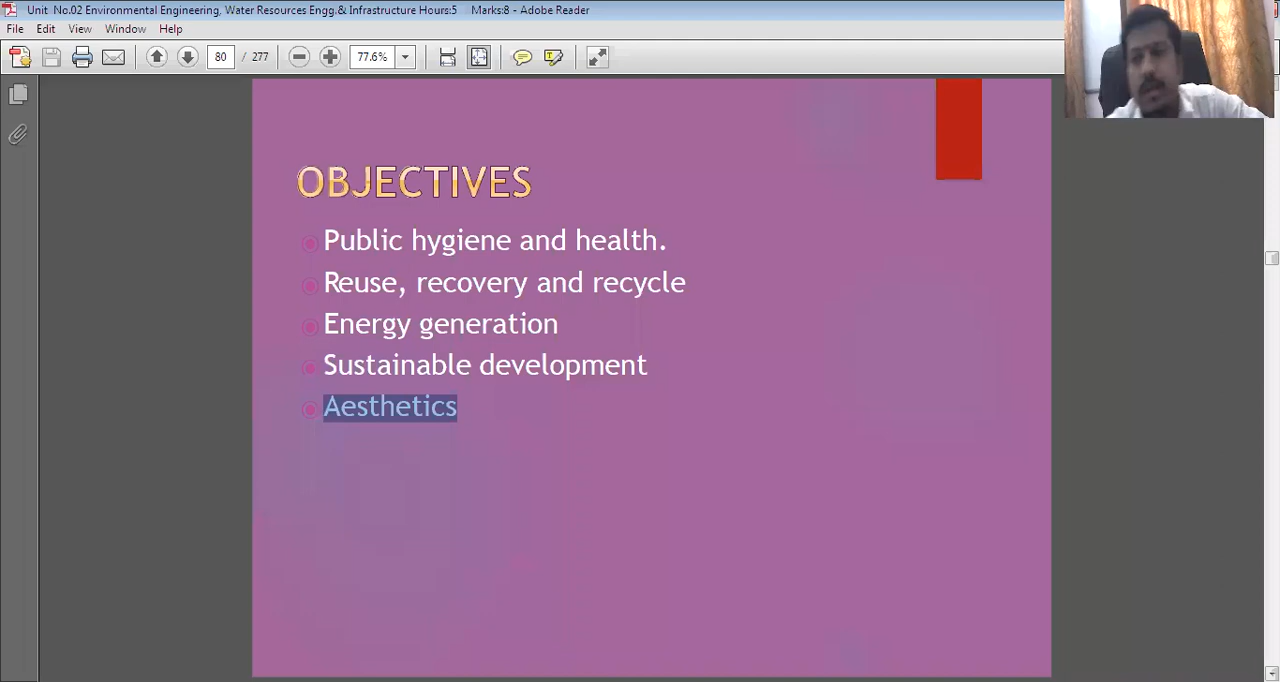 Unit No.02 Environmental Engineering, Water Resources Engg.& Infrastructure Hours:5 Marks:8 - Adobe Reader
File Edit View Window Help
80 / 277 77.6%
OBJECTIVES
Public hygiene and health.
Reuse, recovery and recycle
Energy generation
Sustainable development
Aesthetics